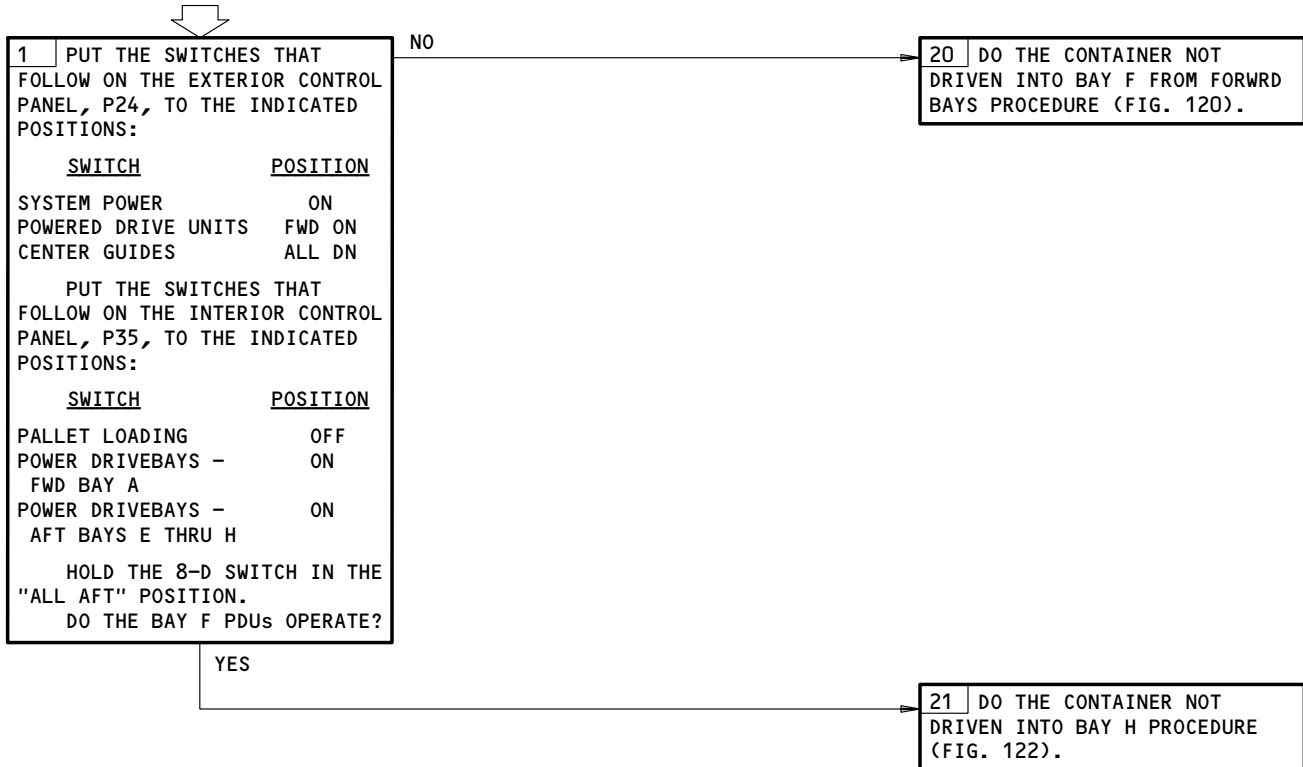 1 PUT THE SWITCHES THAT
FOLLOW ON THE EXTERIOR CONTROL
PANEL, P24, TO THE INDICATED
POSITIONS:
SWITCH POSITION
SYSTEM POWER ON
POWERED DRIVE UNITS FWD ON
CENTER GUIDES ALL DN
PUT THE SWITCHES THAT
FOLLOW ON THE INTERIOR CONTROL
PANEL, P35, TO THE INDICATED
POSITIONS:
SWITCH POSITION
PALLET LOADING OFF
POWER DRIVEBAYS – ON
FWD BAY A
POWER DRIVEBAYS – ON
AFT BAYS E THRU H
HOLD THE 8–D SWITCH IN THE
"ALL AFT" POSITION.
DO THE BAY F PDUs OPERATE?
NO
20 DO THE CONTAINER NOT
DRIVEN INTO BAY F FROM FORWRD
BAYS PROCEDURE (FIG. 120).
YES
21 DO THE CONTAINER NOT
DRIVEN INTO BAY H PROCEDURE
(FIG. 122).